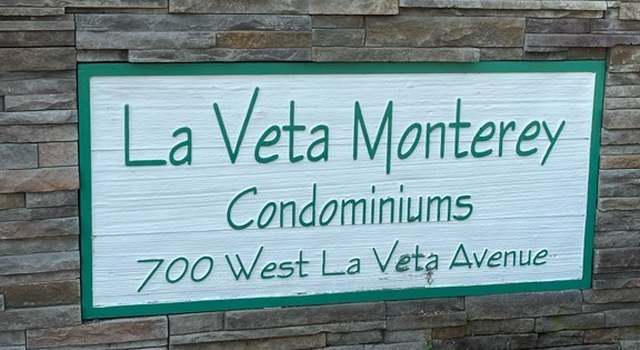 La Veta Monterey
Condominiums
700 West La Veta Avenue